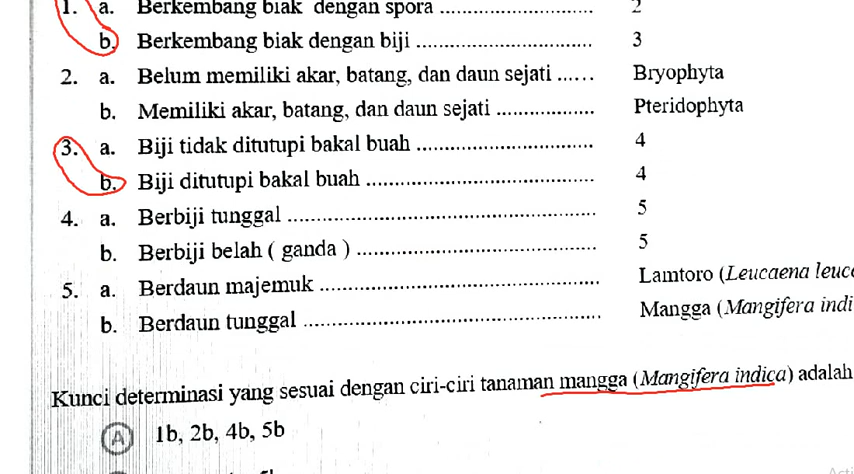 1. a. Berkembang biak dengan spora .............................. 2
b. Berkembang biak dengan biji .................................. 3
2. a. Belum memiliki akar, batang, dan daun sejati ...... Bryophyta
b. Memiliki akar, batang, dan daun sejati .................. Pteridophyta
3. a. Biji tidak ditutupi bakal buah .................................. 4
b. Biji ditutupi bakal buah ............................................ 4
4. a. Berbiji tunggal ........................................................... 5
b. Berbiji belah ( ganda ) .............................................. 5
5. a. Berdaun majemuk ..................................................... Lamtoro (Leucaena leuc
b. Berdaun tunggal ......................................................... Mangga (Mangifera indi
Kunci determinasi yang sesuai dengan ciri-ciri tanaman mangga (Mangifera indica) adalah
A 1b, 2b, 4b, 5b